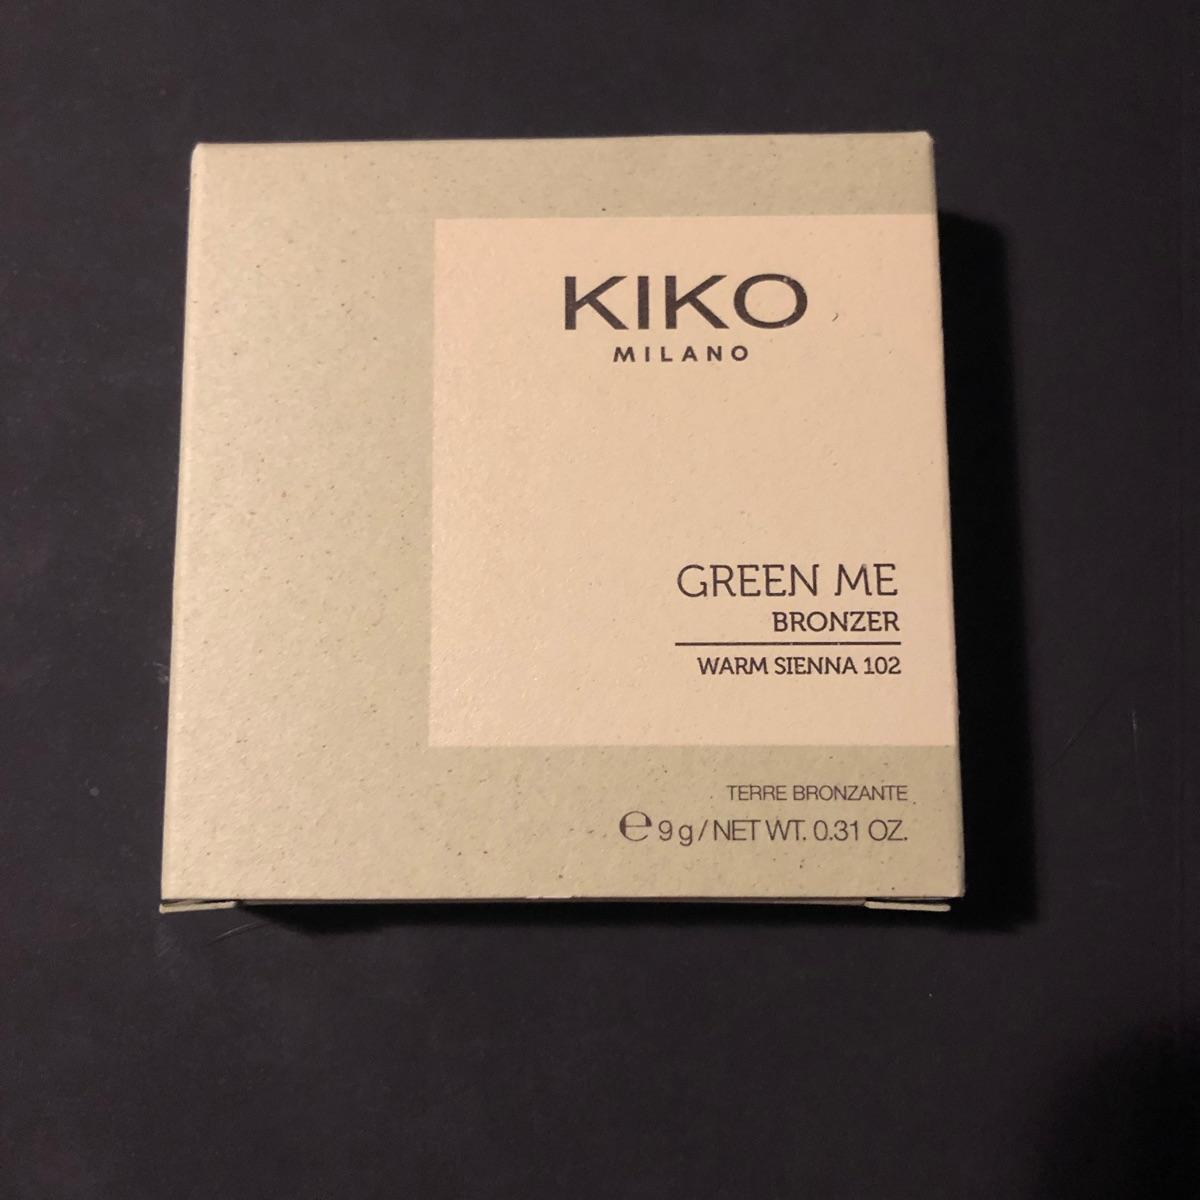 KIKO
MILANO
GREEN ME
BRONZER
WARM SIENNA 102
TERRE BRONZANTE
℮ 9 g / NET WT. 0.31 OZ.